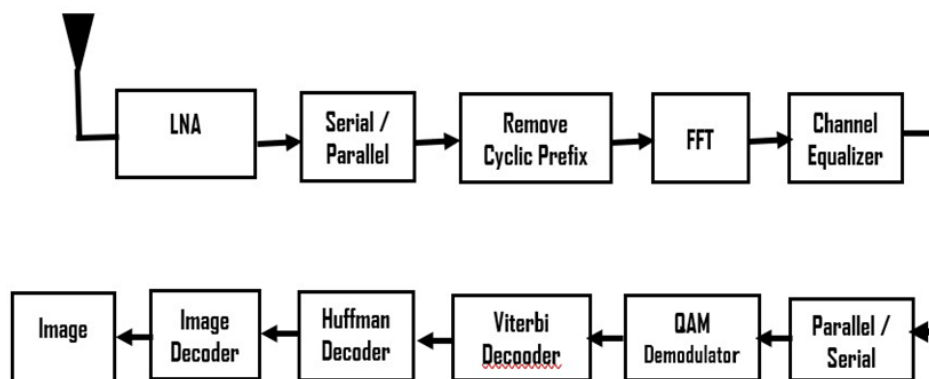 LNA
Serial /
Parallel
Remove
Cyclic Prefix
FFT
Channel
Equalizer
Image
Image
Decoder
Huffman
Decoder
Viterbi
Decooder
QAM
Demodulator
Parallel /
Serial